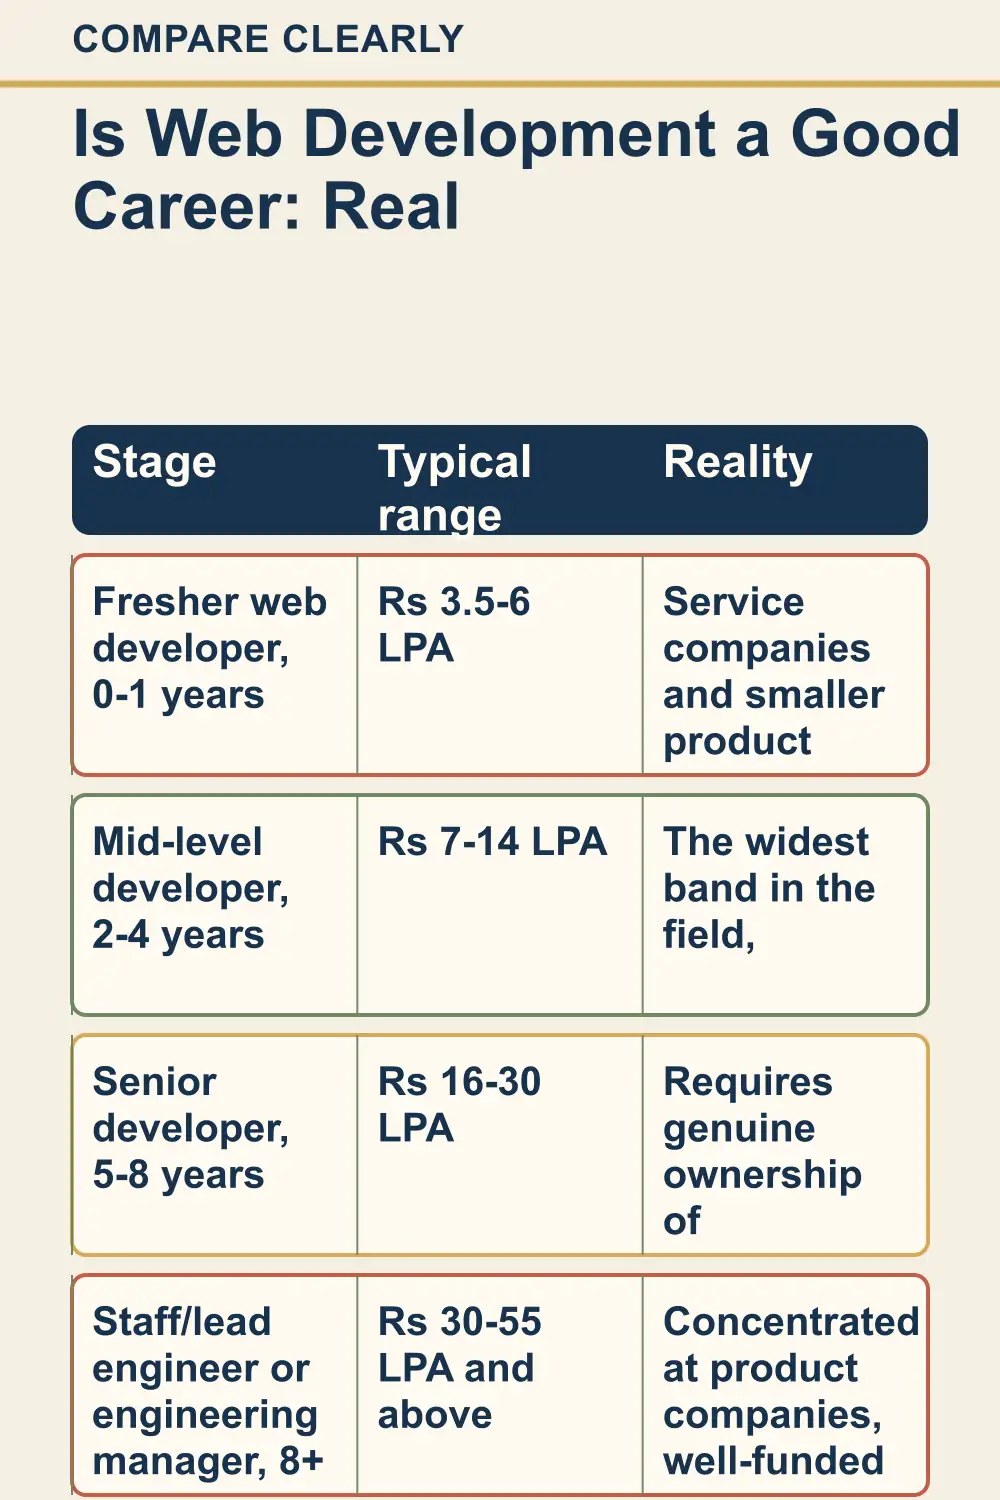 COMPARE CLEARLY
Is Web Development a Good
Career: Real
Stage
Typical
range
Reality
Fresher web
developer,
0-1 years
Rs 3.5-6
LPA
Service
companies
and smaller
product
Mid-level
developer,
2-4 years
Rs 7-14 LPA
The widest
band in the
field,
Senior
developer,
5-8 years
Rs 16-30
LPA
Requires
genuine
ownership
of
Staff/lead
engineer or
engineering
manager, 8+
Rs 30-55
LPA and
above
Concentrated
at product
companies,
well-funded